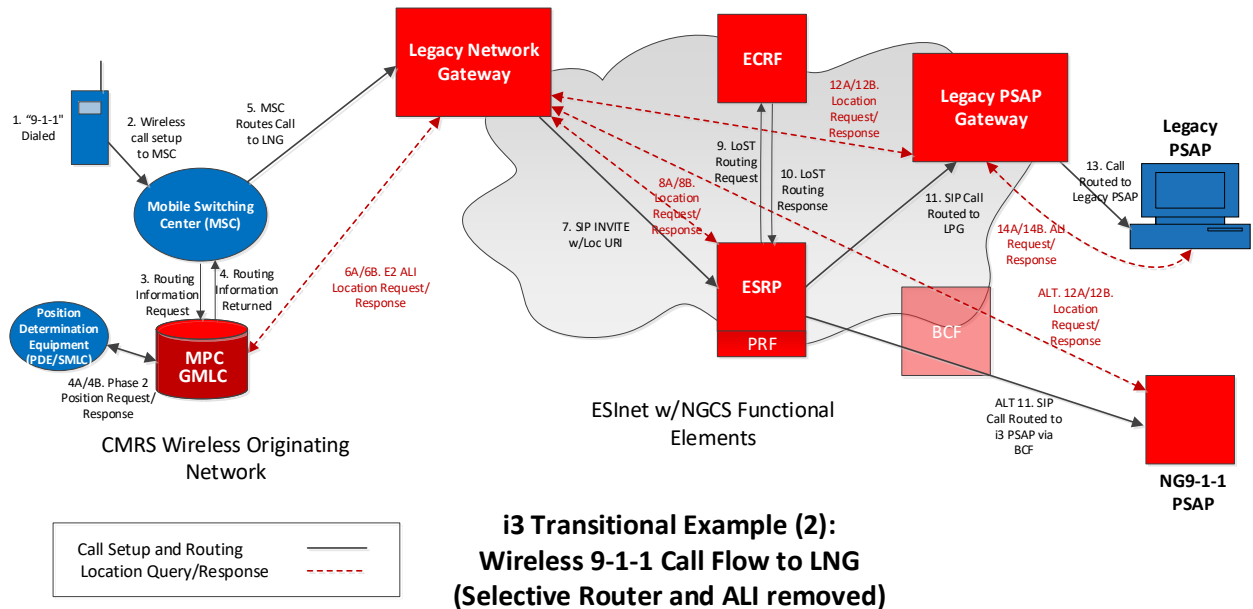 Legacy Network
Gateway
ECRF
Legacy PSAP
Gateway
Legacy
PSAP
1. "9-1-1"
Dialed
2. Wireless
call setup
to MSC
5. MSC
Routes Call
to LNG
Mobile Switching
Center (MSC)
3. Routing
Information
Request
4. Routing
Information
Returned
Position
Determination
Equipment
(PDE/SMLC)
MPC
GMLC
4A/4B. Phase 2
Position Request/
Response
6A/6B. E2 ALI
Location Request/
Response
7. SIP INVITE
w/Loc URI
8A/8B.
Location
Request/
Response
9. LoST
Routing
Request
10. LoST
Routing
Response
12A/12B.
Location
Request/
Response
11. SIP Call
Routed to
LPG
13. Call
Routed to
Legacy PSAP
14A/14B. ALI
Request/
Response
ESRP
PRF
BCF
ALT. 12A/12B.
Location
Request/
Response
ALT 11. SIP
Call Routed to
i3 PSAP via
BCF
NG9-1-1
PSAP
CMRS Wireless Originating
Network
ESInet w/NGCS Functional
Elements
Call Setup and Routing
Location Query/Response
i3 Transitional Example (2):
Wireless 9-1-1 Call Flow to LNG
(Selective Router and ALI removed)